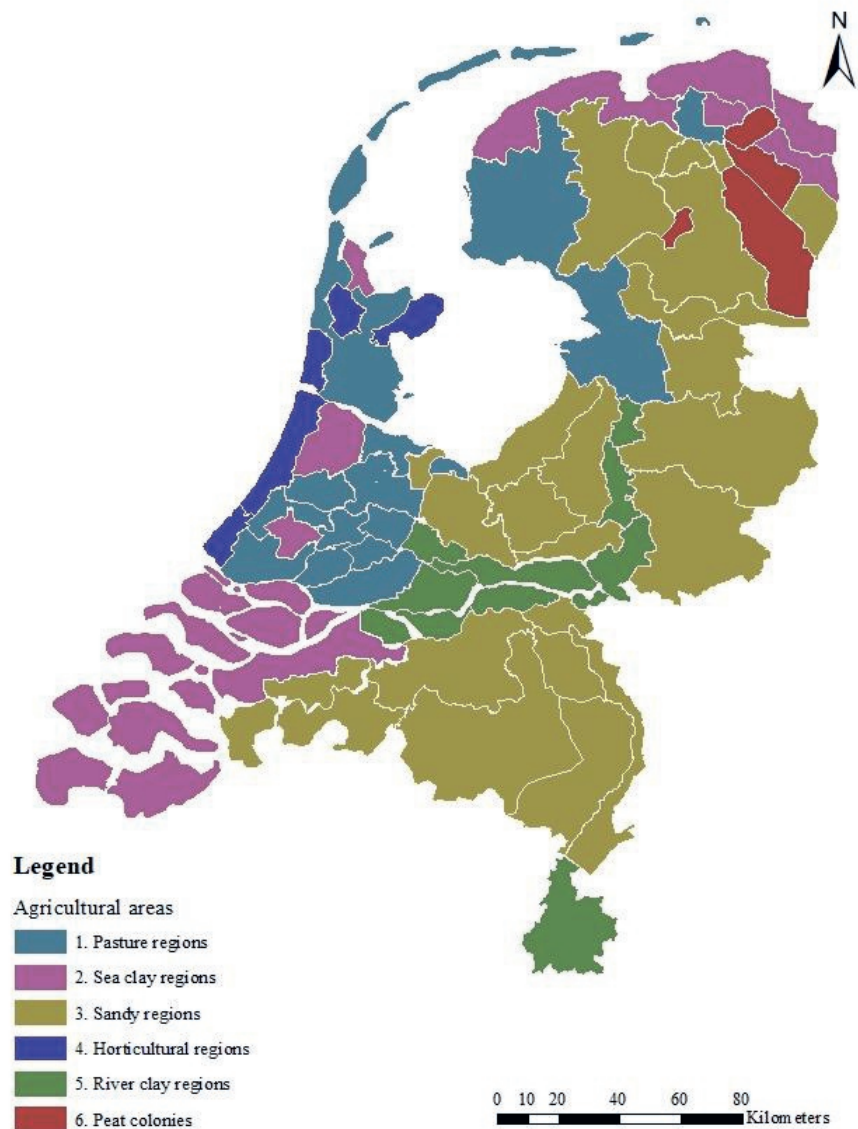 N
Legend
Agricultural areas
1. Pasture regions
2. Sea clay regions
3. Sandy regions
4. Horticultural regions
5. River clay regions
6. Peat colonies
0 10 20 40 60 80
Kilometers